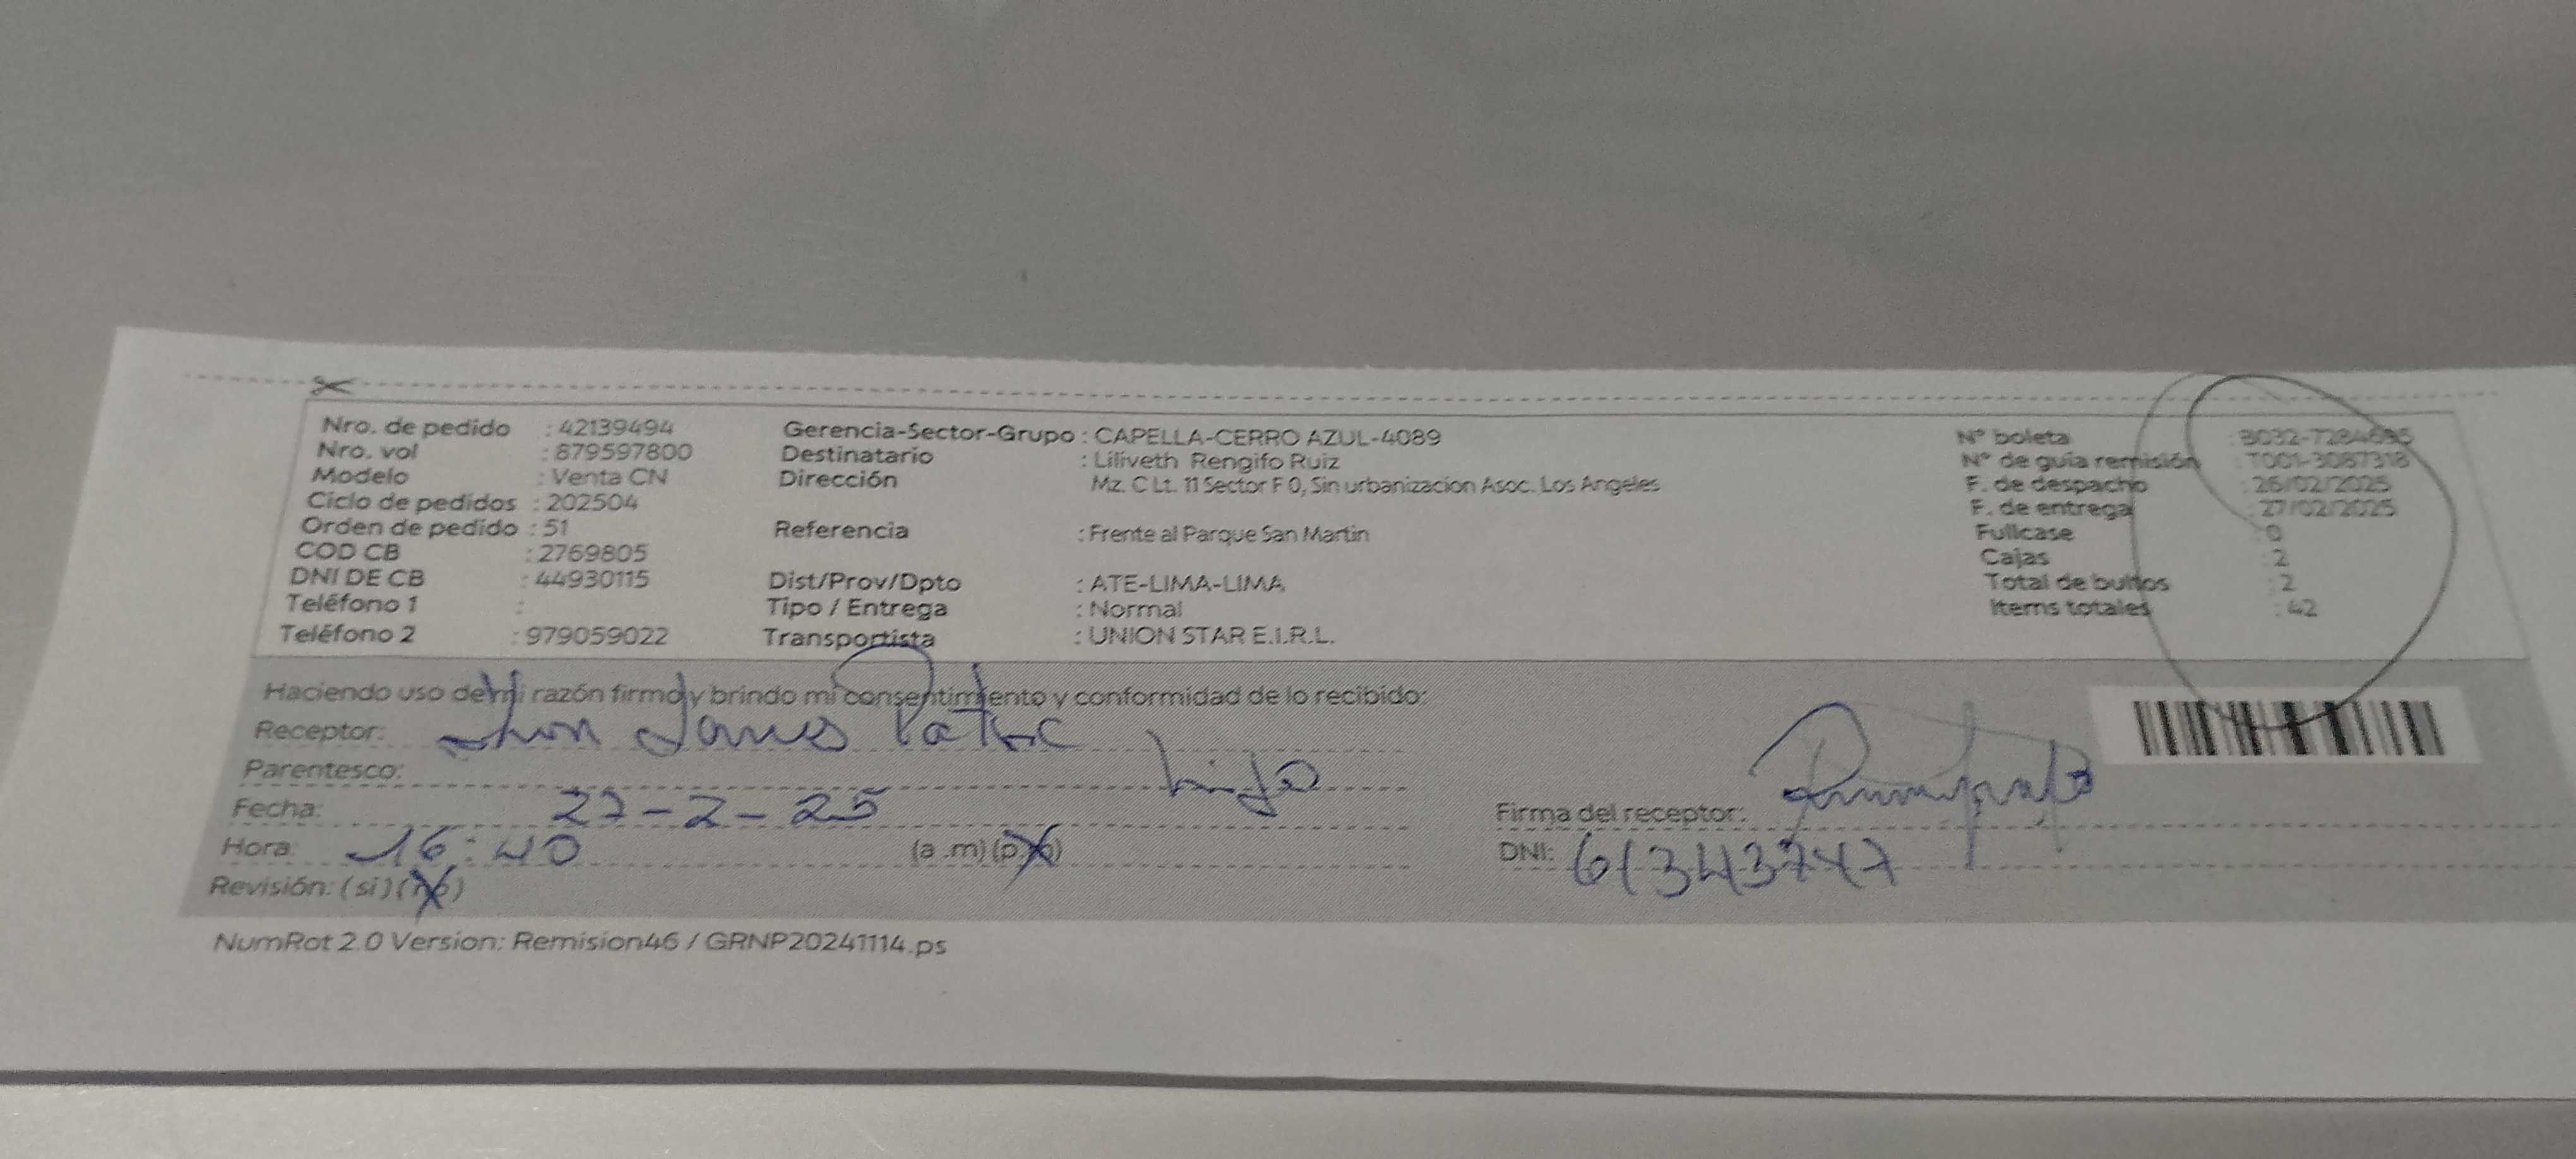 Nro. de pedido : 42139494
Nro. vol : 879597800
Modelo : Venta CN
Ciclo de pedidos : 202504
Orden de pedido : 51
COD CB : 2769805
DNI DE CB : 44930115
Teléfono 1 :
Teléfono 2 : 979059022
Gerencia-Sector-Grupo : CAPELLA-CERRO AZUL-4089
Destinatario : Liliveth Rengifo Ruiz
Dirección Mz. C Lt. 11 Sector F 0, Sin urbanizacion Asoc. Los Angeles
Referencia : Frente al Parque San Martin
Dist/Prov/Dpto : ATE-LIMA-LIMA
Tipo / Entrega : Normal
Transportista : UNION STAR E.I.R.L.
N° boleta : B032-7284695
N° de guía remisión : T001-3087318
F. de despacho : 26/02/2025
F. de entrega : 27/02/2025
Fullcase : 0
Cajas : 2
Total de bultos : 2
Items totales : 42
Haciendo uso de mi razón firmo y brindo mi consentimiento y conformidad de lo recibido:
Receptor: Jhon James Patric
Parentesco: hijo
Fecha: 27-2-25
Hora: 16:40 (a .m) (p.m)
Revisión: (si) (no)
Firma del receptor:
DNI: 61343747
NumRot 2.0 Version: Remision46 / GRNP20241114.ps